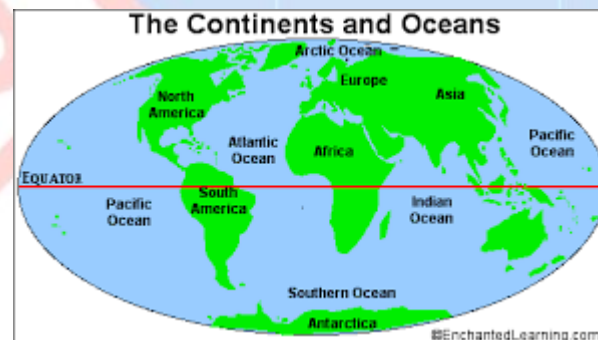 The Continents and Oceans
Arctic Ocean
Europe
Asia
North
America
Atlantic
Ocean
Africa
Pacific
Ocean
EQUATOR
South
America
Pacific
Ocean
Indian
Ocean
Southern Ocean
Antarctica
©EnchantedLearning.com